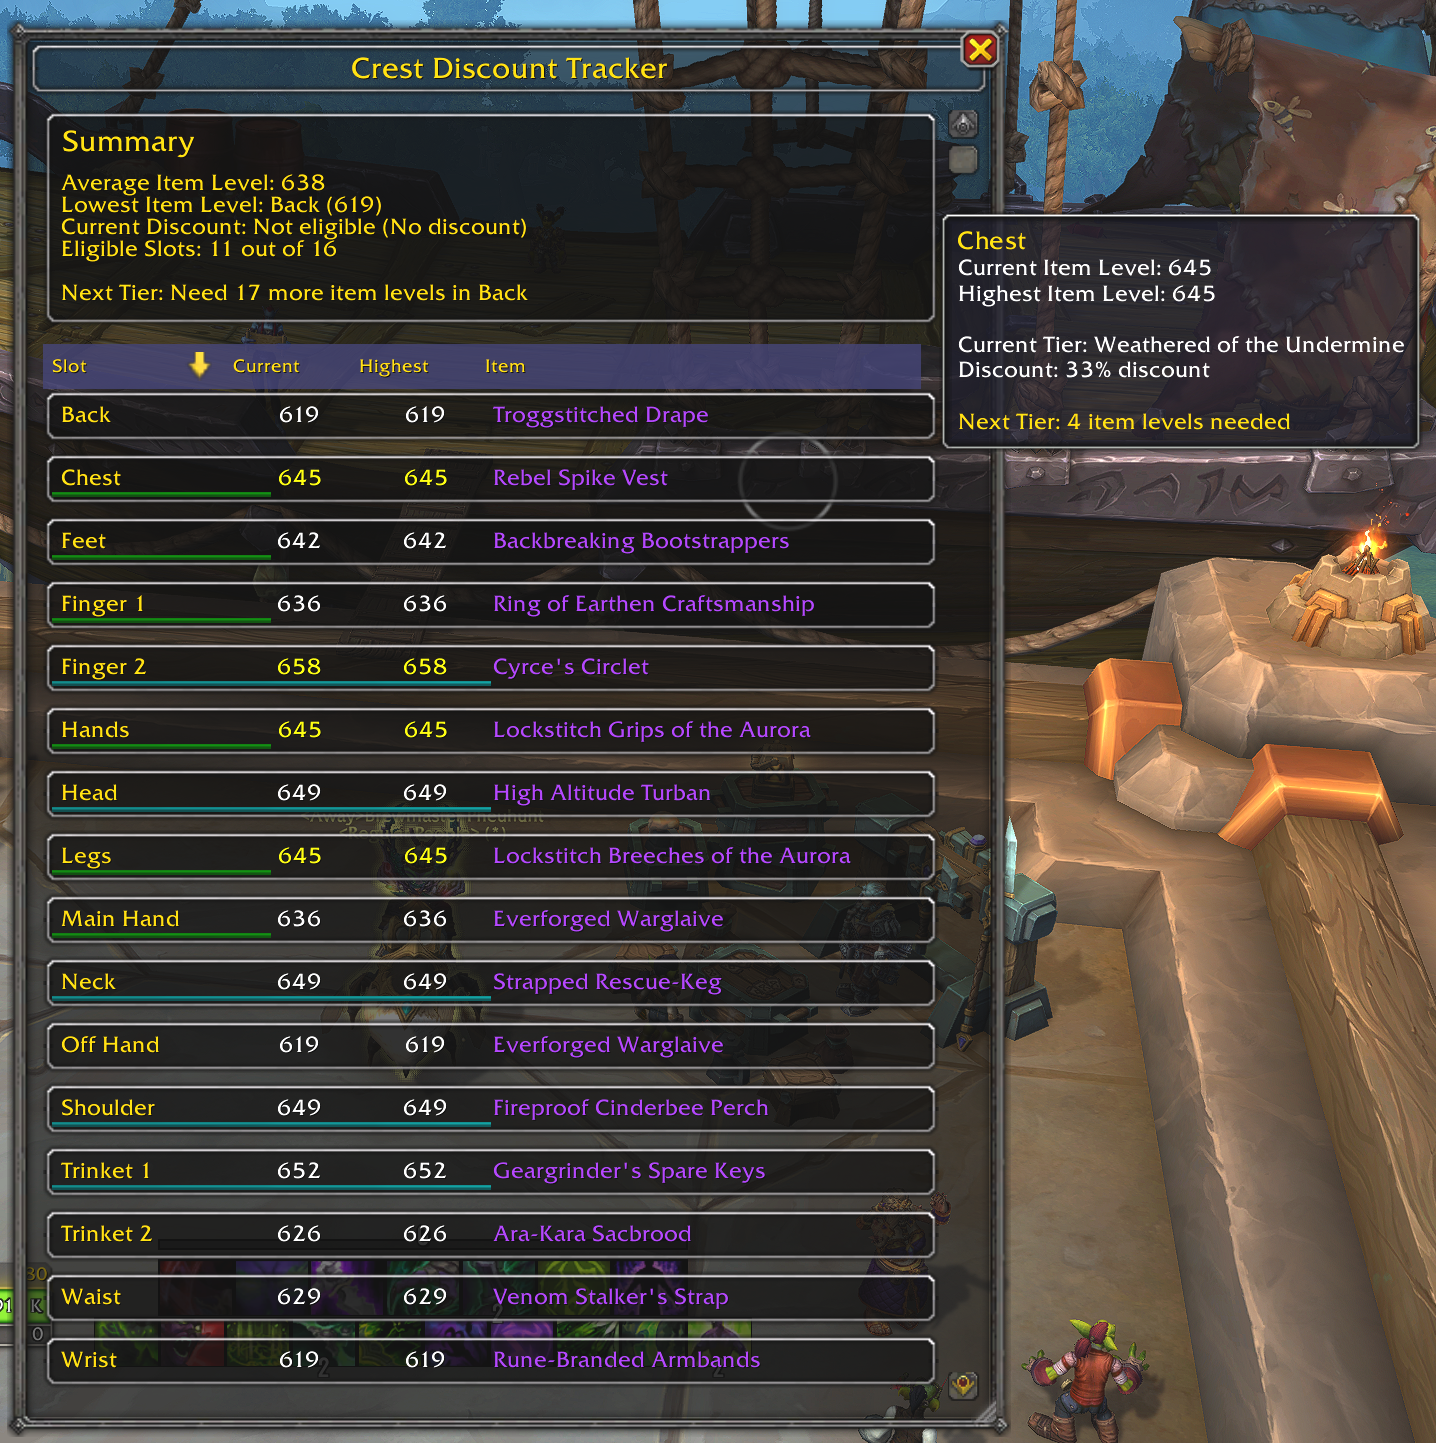 Crest Discount Tracker
Summary
Average Item Level: 638
Lowest Item Level: Back (619)
Current Discount: Not eligible (No discount)
Eligible Slots: 11 out of 16
Next Tier: Need 17 more item levels in Back
Chest
Current Item Level: 645
Highest Item Level: 645
Current Tier: Weathered of the Undermine
Discount: 33% discount
Next Tier: 4 item levels needed
Slot Current Highest Item
Back 619 619 Troggstitched Drape
Chest 645 645 Rebel Spike Vest
Feet 642 642 Backbreaking Bootstrappers
Finger 1 636 636 Ring of Earthen Craftsmanship
Finger 2 658 658 Cyrce's Circlet
Hands 645 645 Lockstitch Grips of the Aurora
Head 649 649 High Altitude Turban
Legs 645 645 Lockstitch Breeches of the Aurora
Main Hand 636 636 Everforged Warglaive
Neck 649 649 Strapped Rescue-Keg
Off Hand 619 619 Everforged Warglaive
Shoulder 649 649 Fireproof Cinderbee Perch
Trinket 1 652 652 Geargrinder's Spare Keys
Trinket 2 626 626 Ara-Kara Sacbrood
80
Waist 629 629 Venom Stalker's Strap
K
2
0
Wrist 619 619 Rune-Branded Armbands
2
2